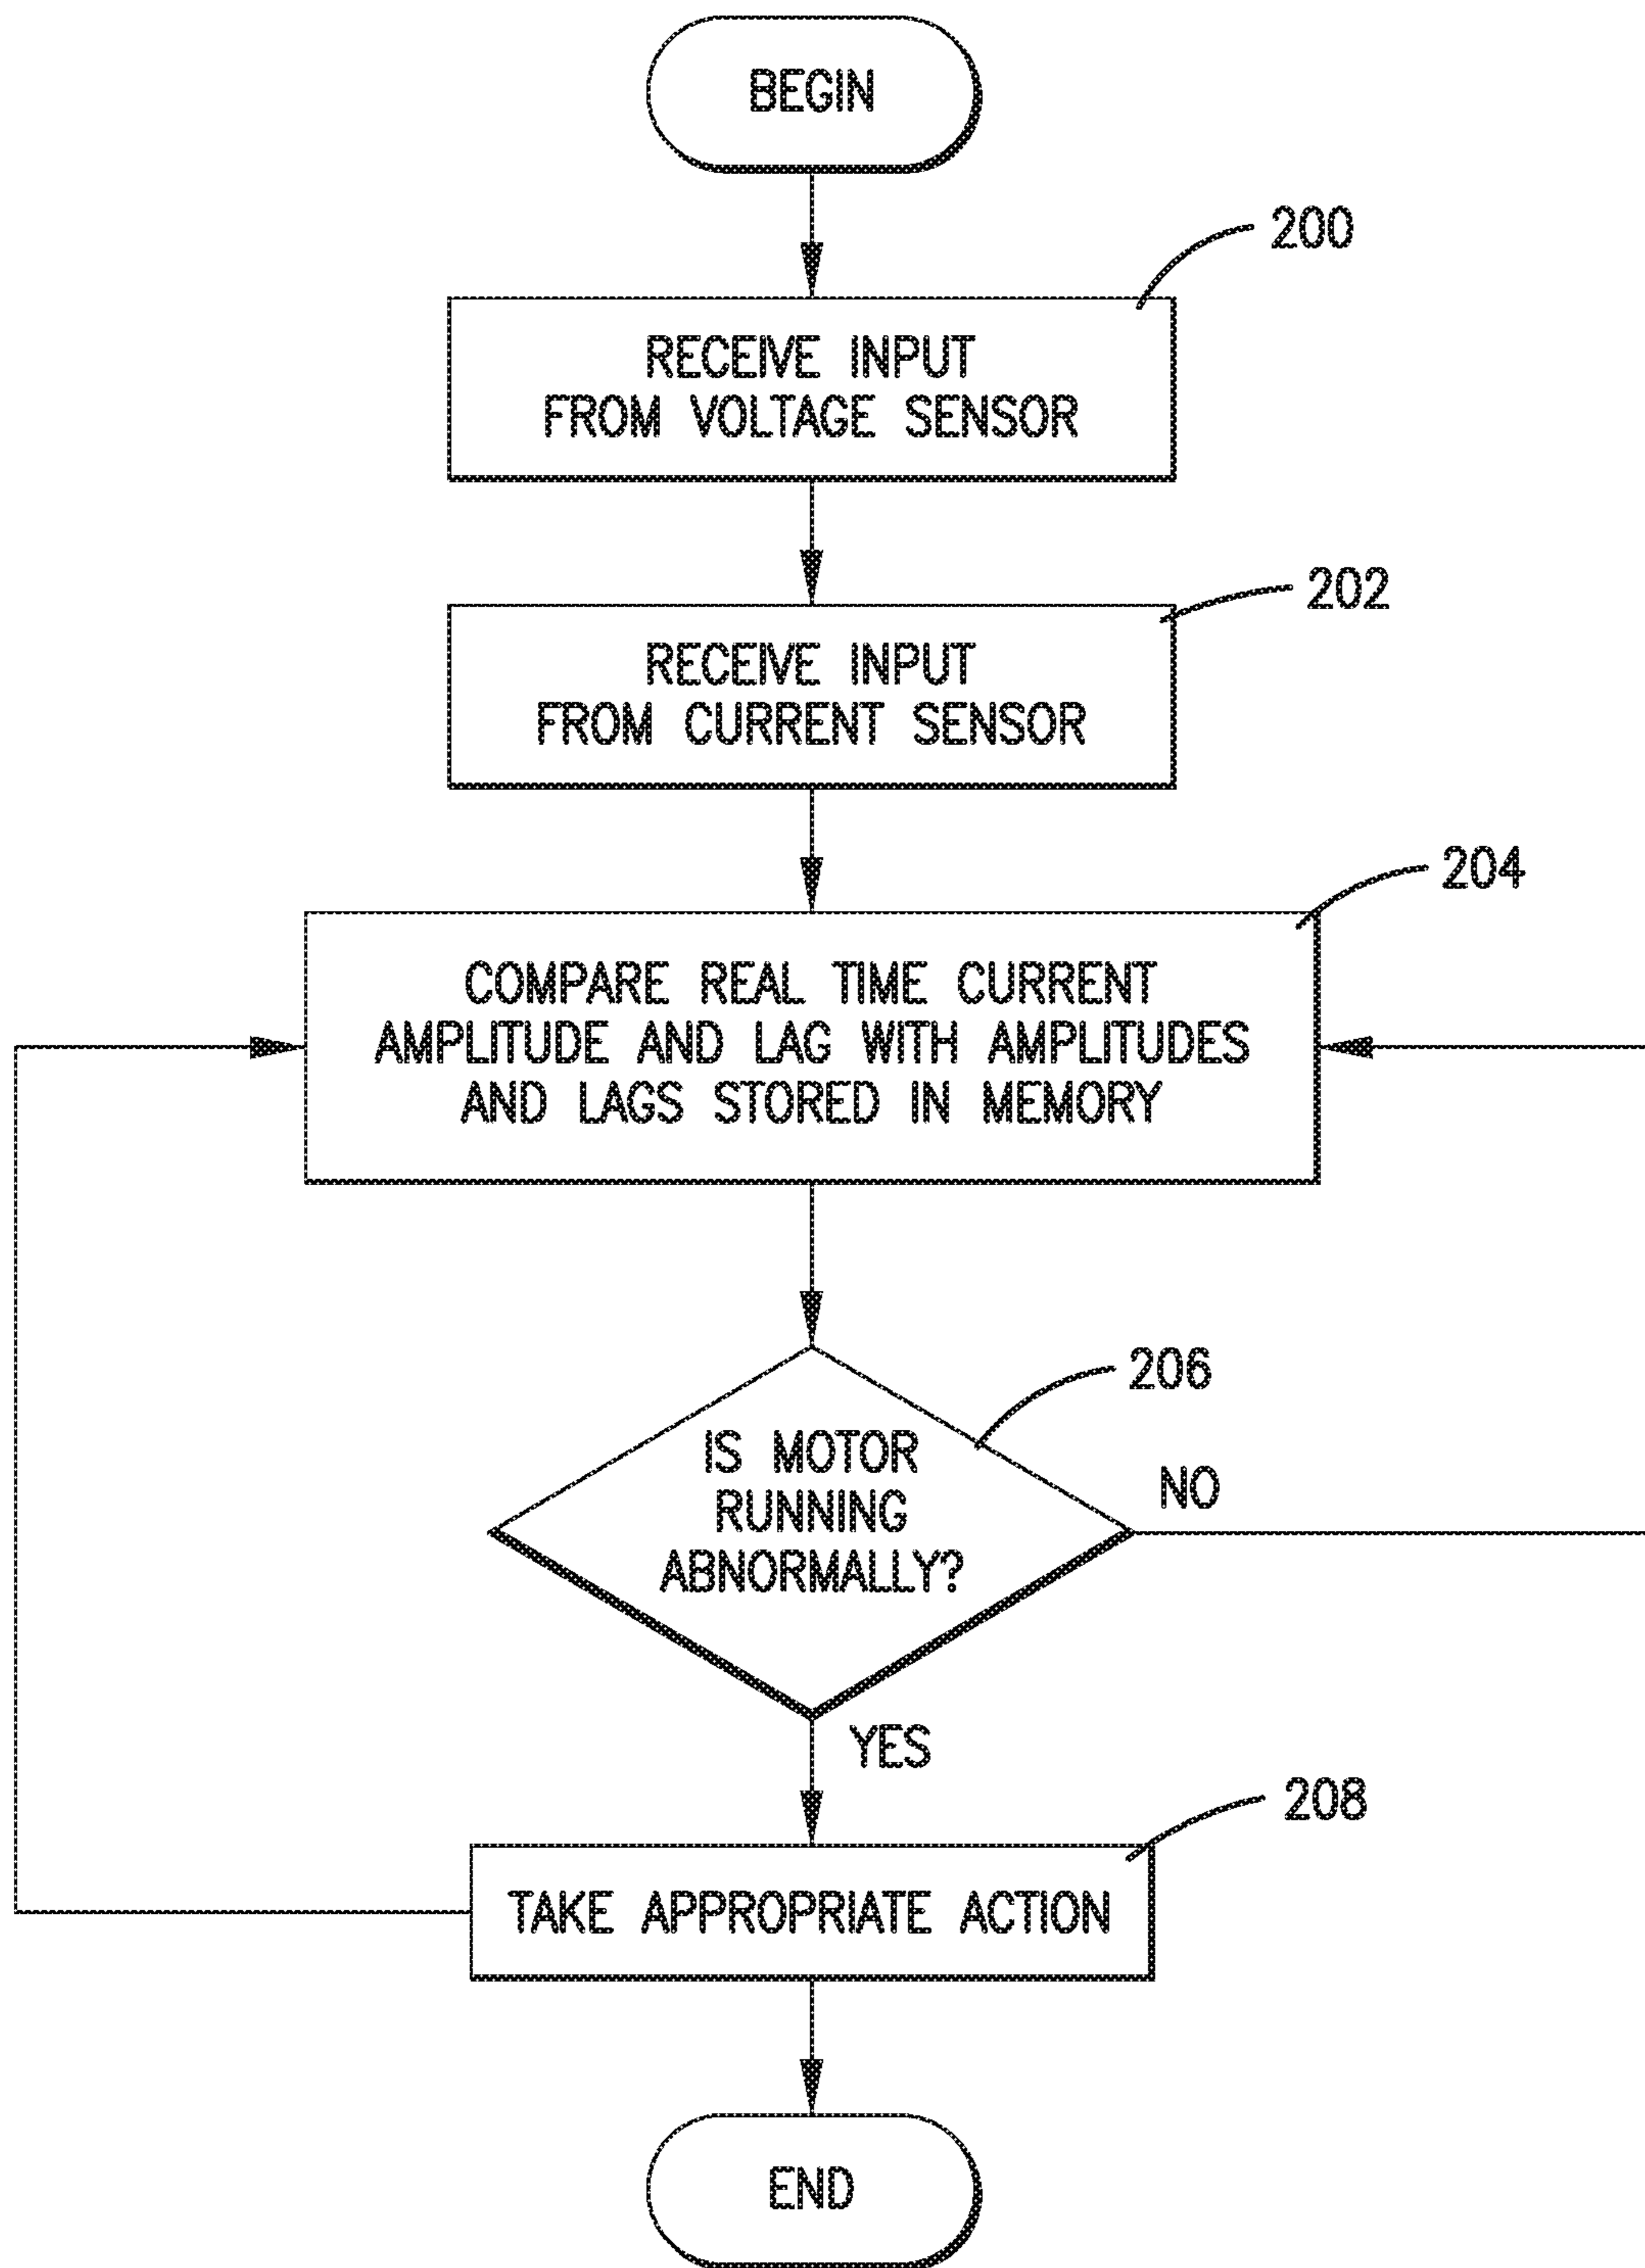 BEGIN
200
RECEIVE INPUT
FROM VOLTAGE SENSOR
202
RECEIVE INPUT
FROM CURRENT SENSOR
204
COMPARE REAL TIME CURRENT
AMPLITUDE AND LAG WITH AMPLITUDES
AND LAGS STORED IN MEMORY
206
IS MOTOR
RUNNING
ABNORMALLY?
NO
YES
208
TAKE APPROPRIATE ACTION
END